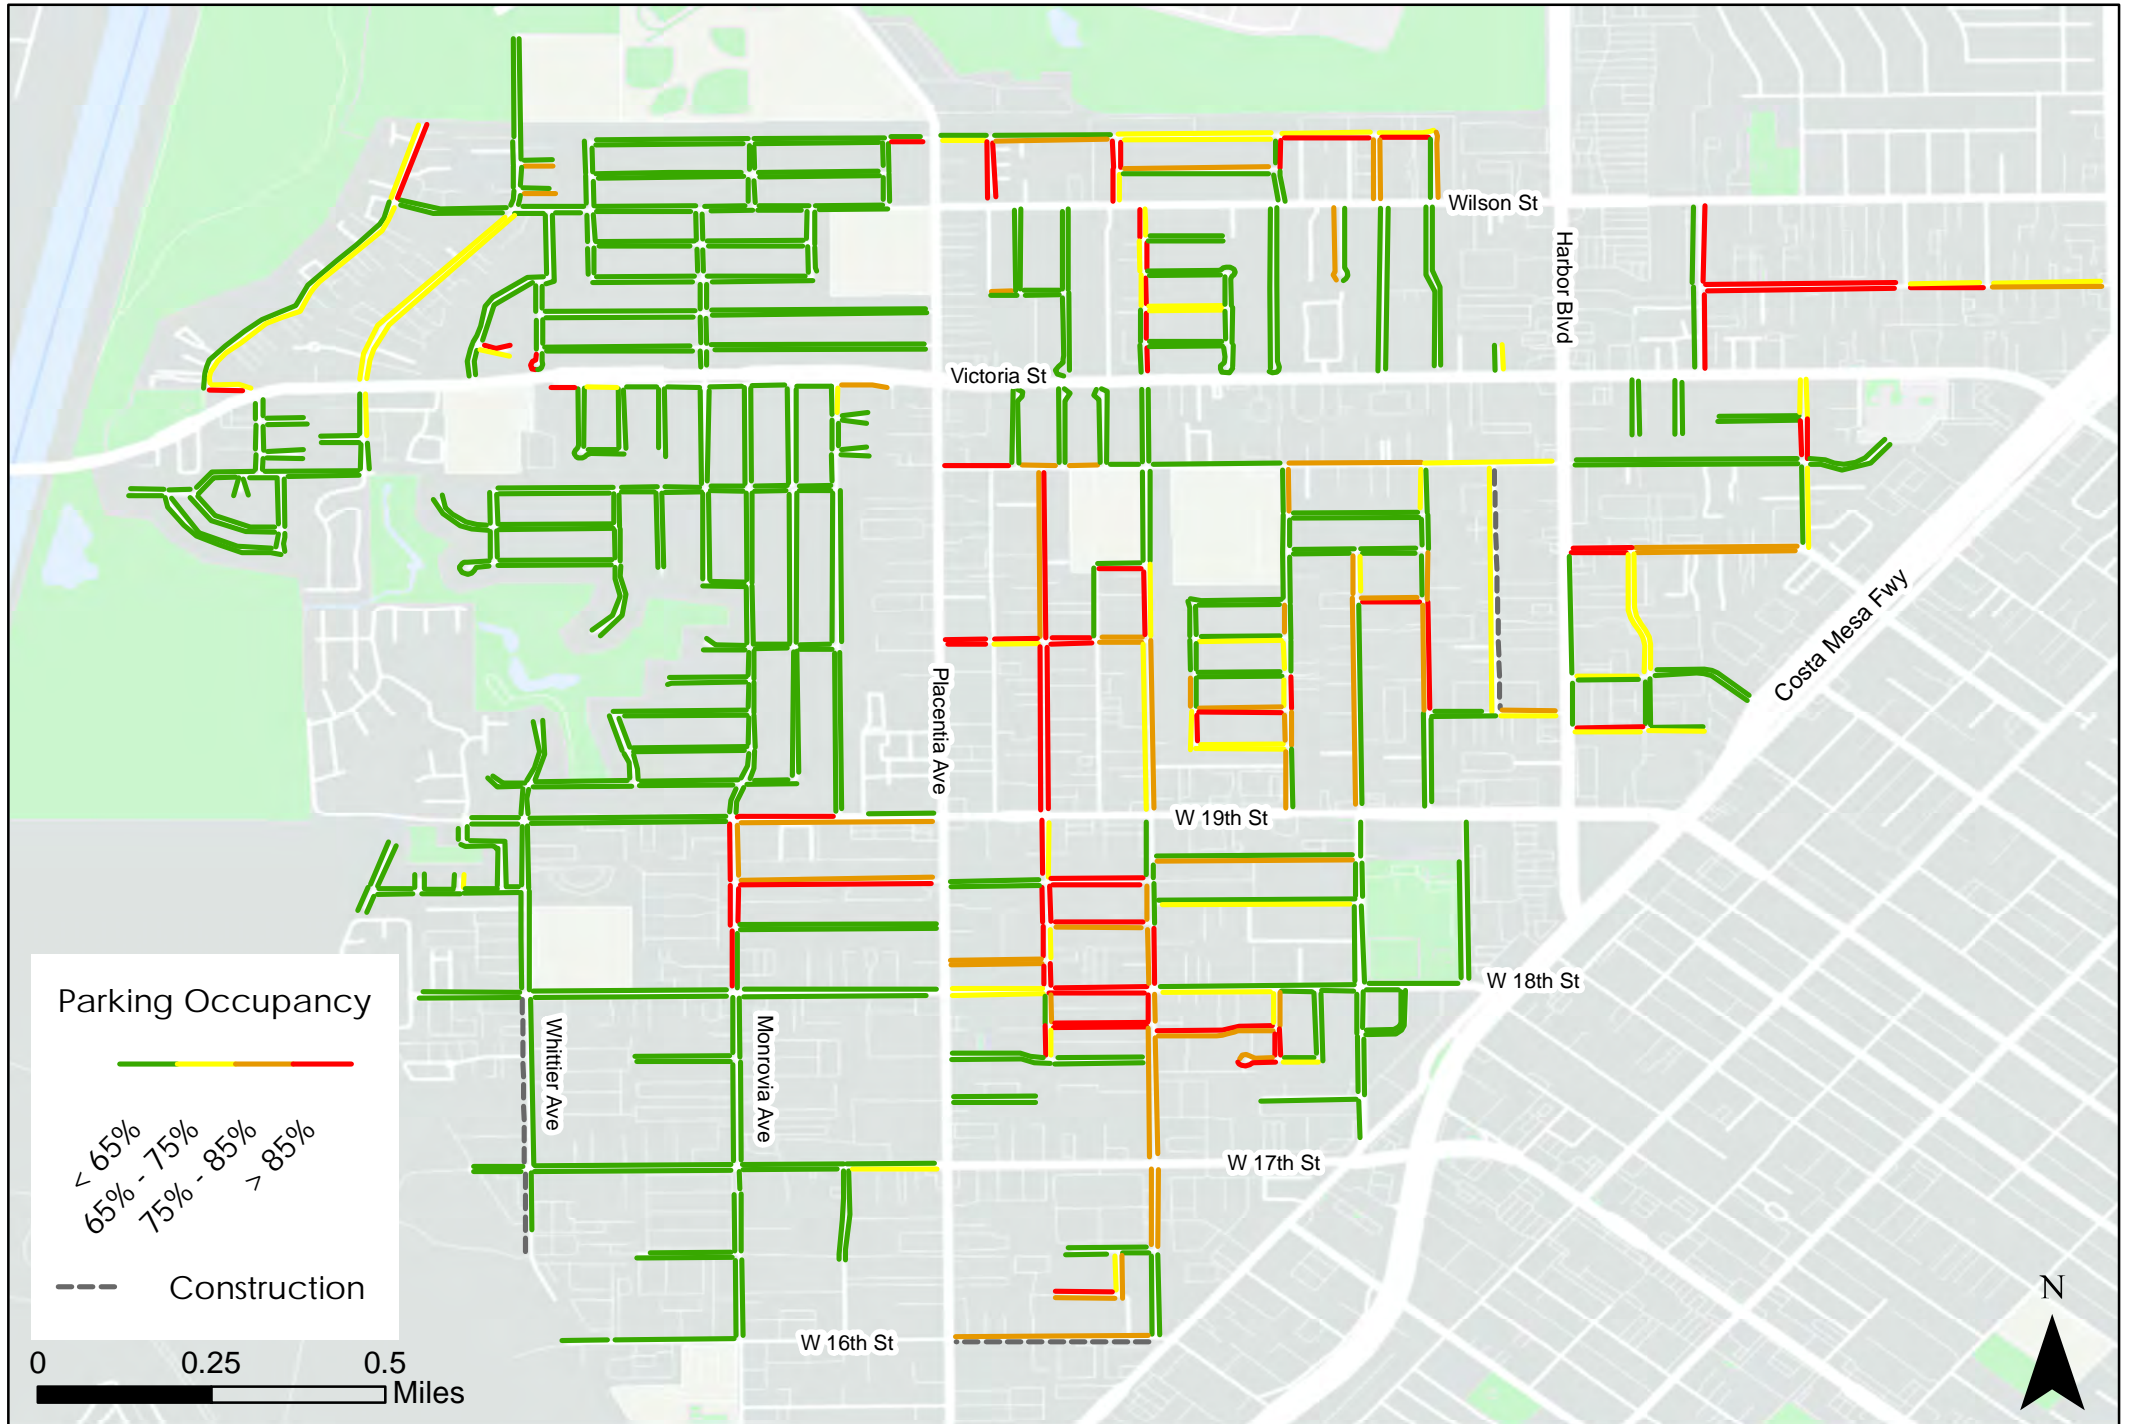 Wilson St
Harbor Blvd
Victoria St
Costa Mesa Fwy
Placentia Ave
W 19th St
W 18th St
Parking Occupancy
< 65%
65% - 75%
75% - 85%
> 85%
Construction
Whittier Ave
Monrovia Ave
W 17th St
N
W 16th St
0 0.25 0.5
Miles